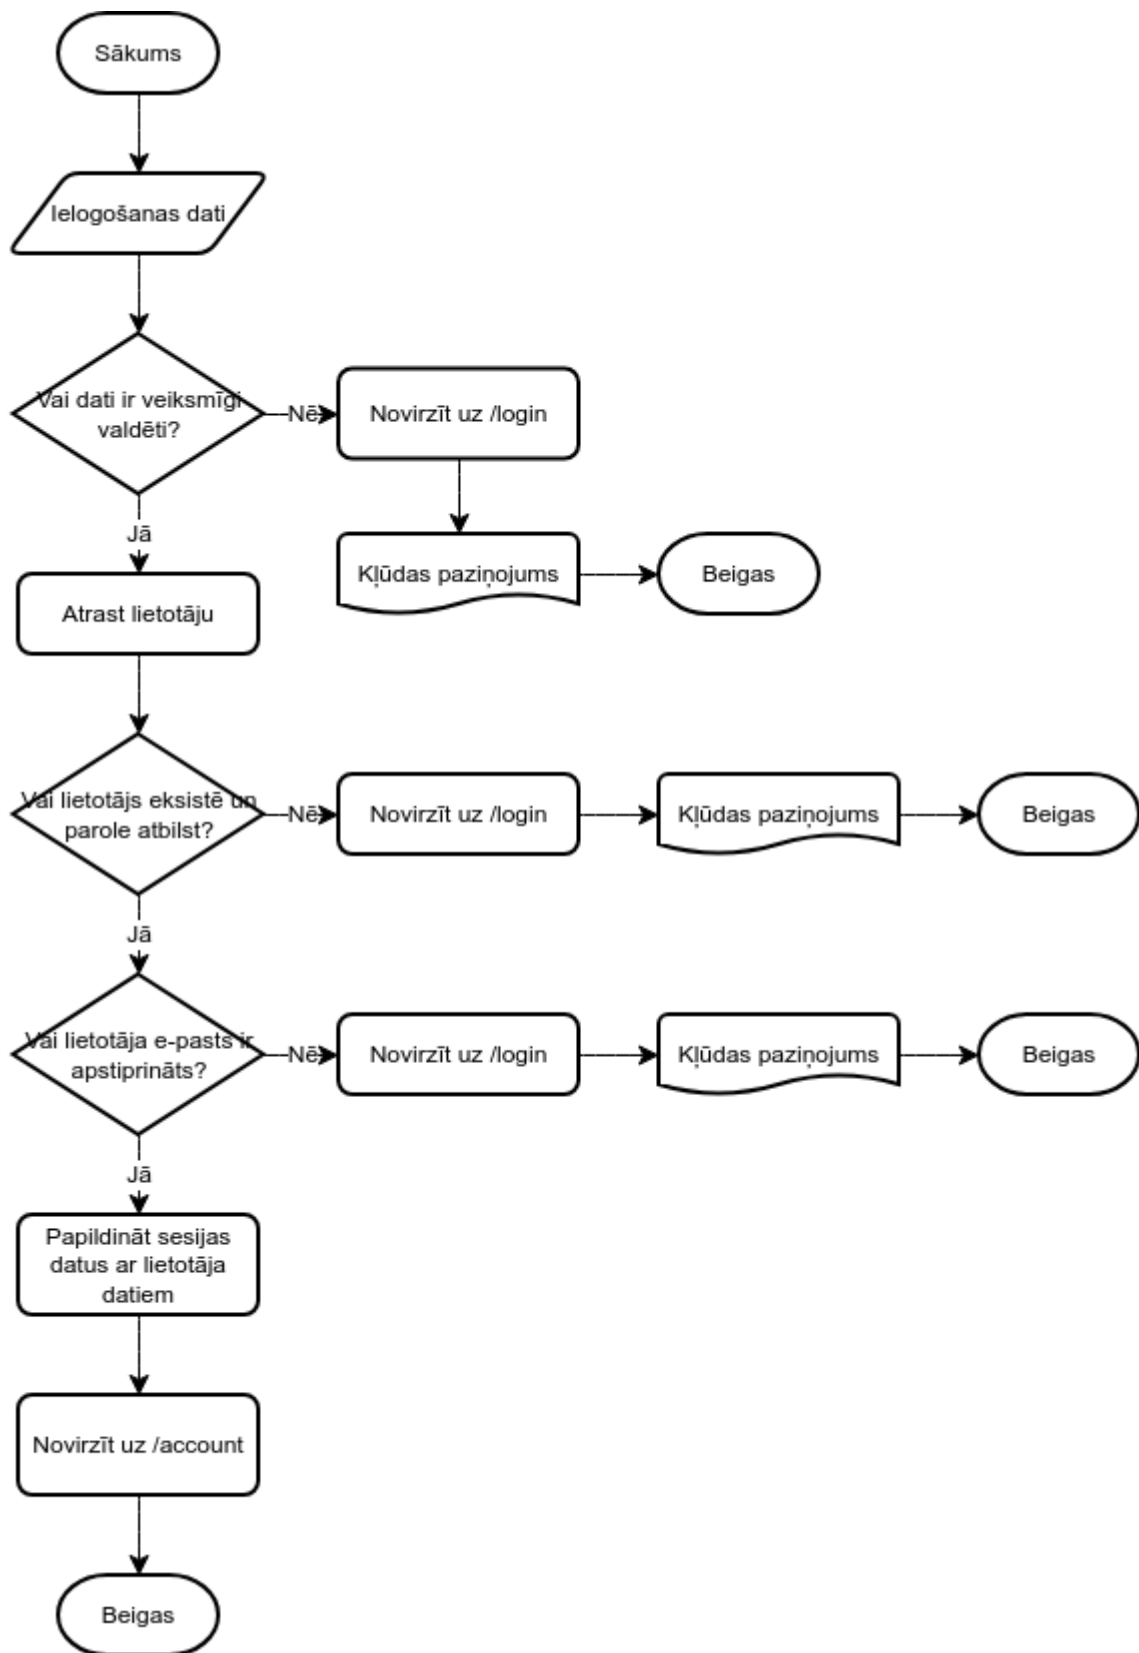 Sākums
Ielogošanas dati
Vai dati ir veiksmīgi
valdēti?
Nē
Novirzīt uz /login
Jā
Kļūdas paziņojums
Beigas
Atrast lietotāju
Vai lietotājs eksistē un
parole atbilst?
Nē
Novirzīt uz /login
Kļūdas paziņojums
Beigas
Jā
Vai lietotāja e-pasts ir
apstiprināts?
Nē
Novirzīt uz /login
Kļūdas paziņojums
Beigas
Jā
Papildināt sesijas
datus ar lietotāja
datiem
Novirzīt uz /account
Beigas